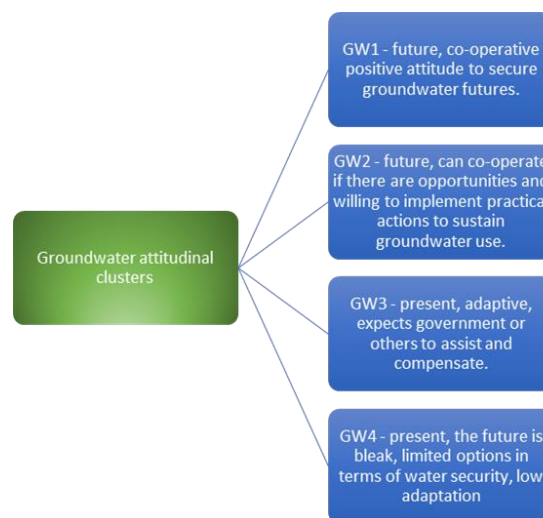 GW1 - future, co-operative
positive attitude to secure
groundwater futures.
GW2 - future, can co-operate
if there are opportunities and
willing to implement practical
actions to sustain
groundwater use.
Groundwater attitudinal
clusters
GW3 - present, adaptive,
expects government or
others to assist and
compensate.
GW4 - present, the future is
bleak, limited options in
terms of water security, low
adaptation